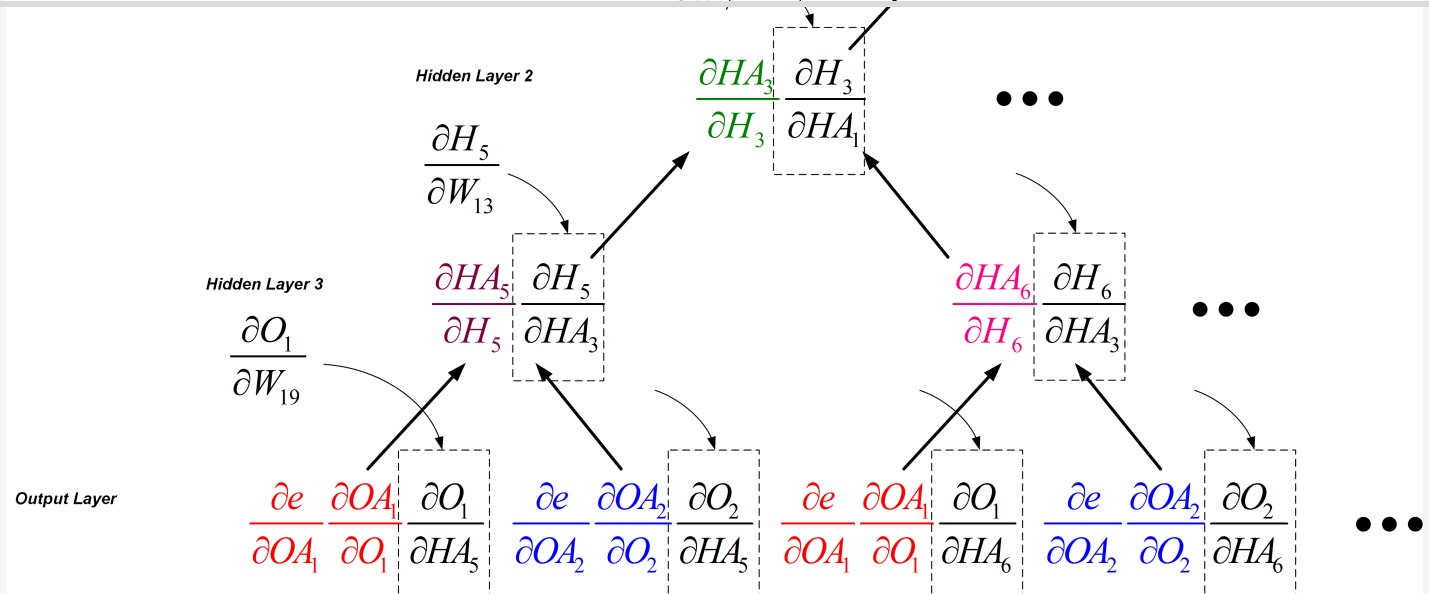 Hidden Layer 2
∂HA₃/∂H₃ ∂H₃/∂HA₁ •••
∂H₅/∂W₁₃
Hidden Layer 3
∂HA₅/∂H₅ ∂H₅/∂HA₃ ∂HA₆/∂H₆ ∂H₆/∂HA₃ •••
∂O₁/∂W₁₉
Output Layer
∂e/∂OA₁ ∂OA₁/∂O₁ ∂O₁/∂HA₅ ∂e/∂OA₂ ∂OA₂/∂O₂ ∂O₂/∂HA₅ ∂e/∂OA₁ ∂OA₁/∂O₁ ∂O₁/∂HA₆ ∂e/∂OA₂ ∂OA₂/∂O₂ ∂O₂/∂HA₆ •••